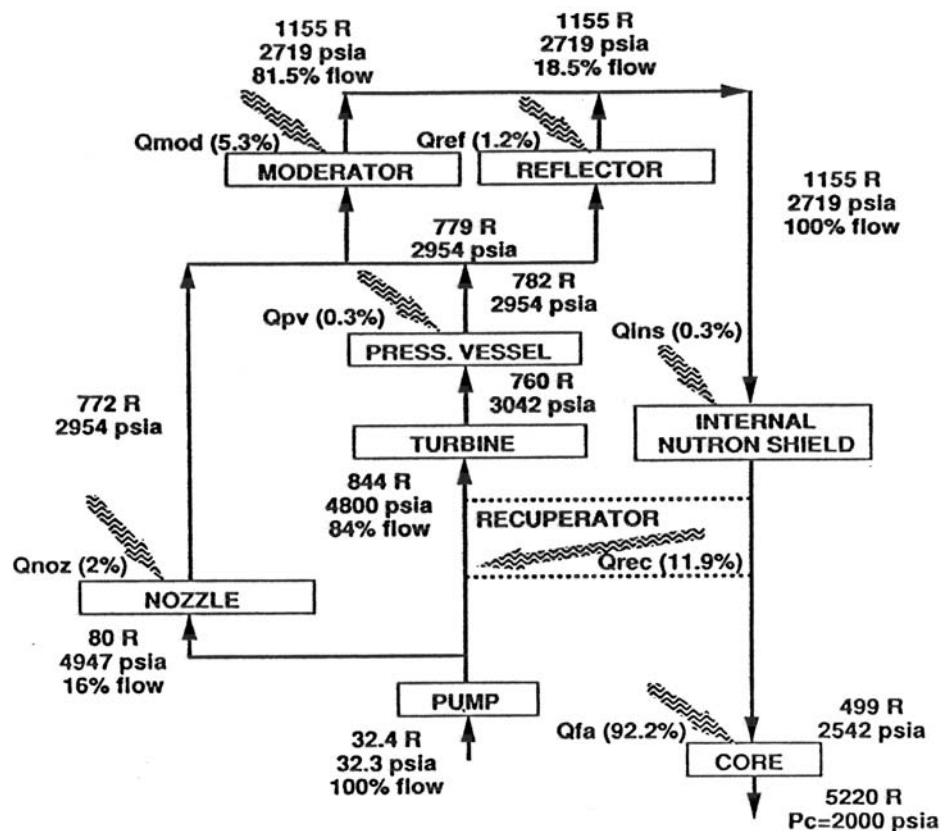 1155 R
2719 psia
81.5% flow
1155 R
2719 psia
18.5% flow
Qmod (5.3%)
MODERATOR
Qref (1.2%)
REFLECTOR
1155 R
2719 psia
100% flow
779 R
2954 psia
782 R
2954 psia
Qpv (0.3%)
PRESS. VESSEL
Qins (0.3%)
772 R
2954 psia
760 R
3042 psia
TURBINE
INTERNAL
NUTRON SHIELD
844 R
4800 psia
84% flow
RECUPERATOR
Qrec (11.9%)
Qnoz (2%)
NOZZLE
80 R
4947 psia
16% flow
PUMP
32.4 R
32.3 psia
100% flow
Qfa (92.2%)
499 R
2542 psia
CORE
5220 R
Pc=2000 psia